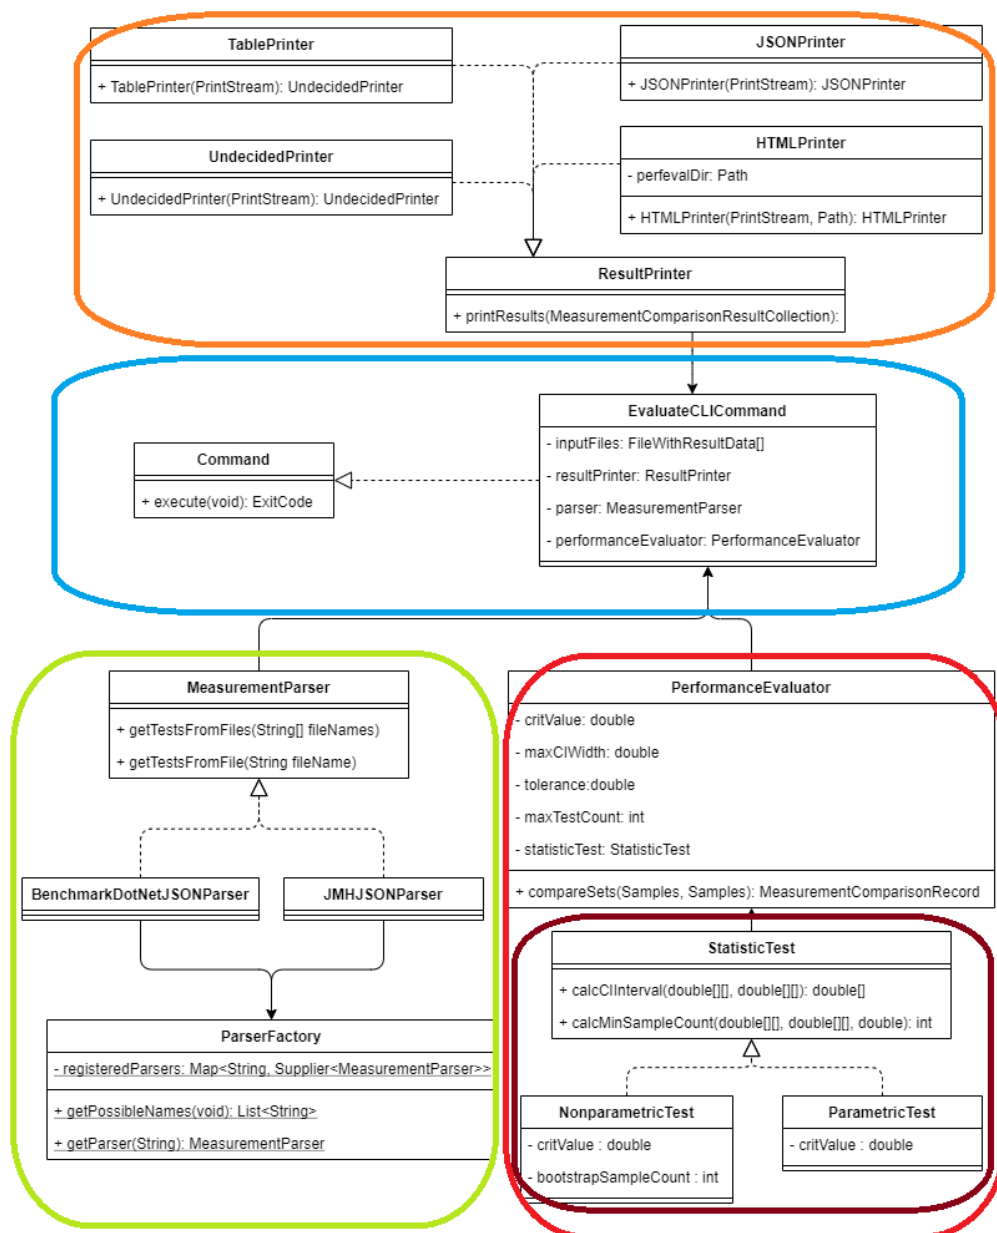 TablePrinter
+ TablePrinter(PrintStream): UndecidedPrinter
JSONPrinter
+ JSONPrinter(PrintStream): JSONPrinter
UndecidedPrinter
+ UndecidedPrinter(PrintStream): UndecidedPrinter
HTMLPrinter
- perfevalDir: Path
+ HTMLPrinter(PrintStream, Path): HTMLPrinter
ResultPrinter
+ printResults(MeasurementComparisonResultCollection):
EvaluateCLICommand
- inputFiles: FileWithResultData[]
- resultPrinter: ResultPrinter
- parser: MeasurementParser
- performanceEvaluator: PerformanceEvaluator
Command
+ execute(void): ExitCode
MeasurementParser
+ getTestsFromFiles(String[] fileNames)
+ getTestsFromFile(String fileName)
BenchmarkDotNetJSONParser
JMHJSONParser
ParserFactory
- registeredParsers: Map<String, Supplier<MeasurementParser>>
+ getPossibleNames(void): List<String>
+ getParser(String): MeasurementParser
PerformanceEvaluator
- critValue: double
- maxCIWidth: double
- tolerance:double
- maxTestCount: int
- statisticTest: StatisticTest
+ compareSets(Samples, Samples): MeasurementComparisonRecord
StatisticTest
+ calcCIInterval(double[][], double[][]): double[]
+ calcMinSampleCount(double[][], double[][], double): int
NonparametricTest
- critValue : double
- bootstrapSampleCount : int
ParametricTest
- critValue : double